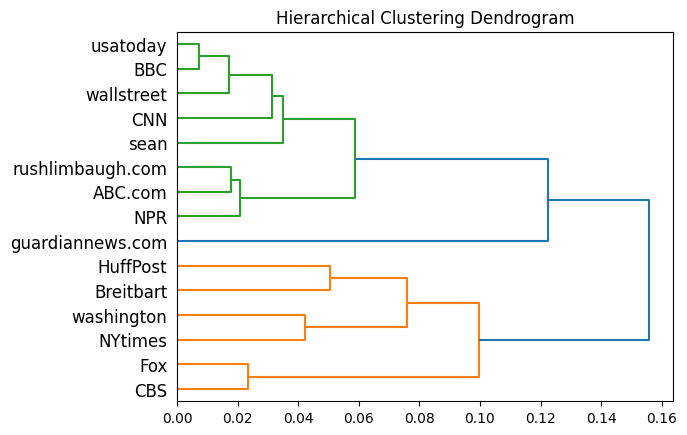 Hierarchical Clustering Dendrogram
usatoday
BBC
wallstreet
CNN
sean
rushlimbaugh.com
ABC.com
NPR
guardiannews.com
HuffPost
Breitbart
washington
NYtimes
Fox
CBS
0.00 0.02 0.04 0.06 0.08 0.10 0.12 0.14 0.16